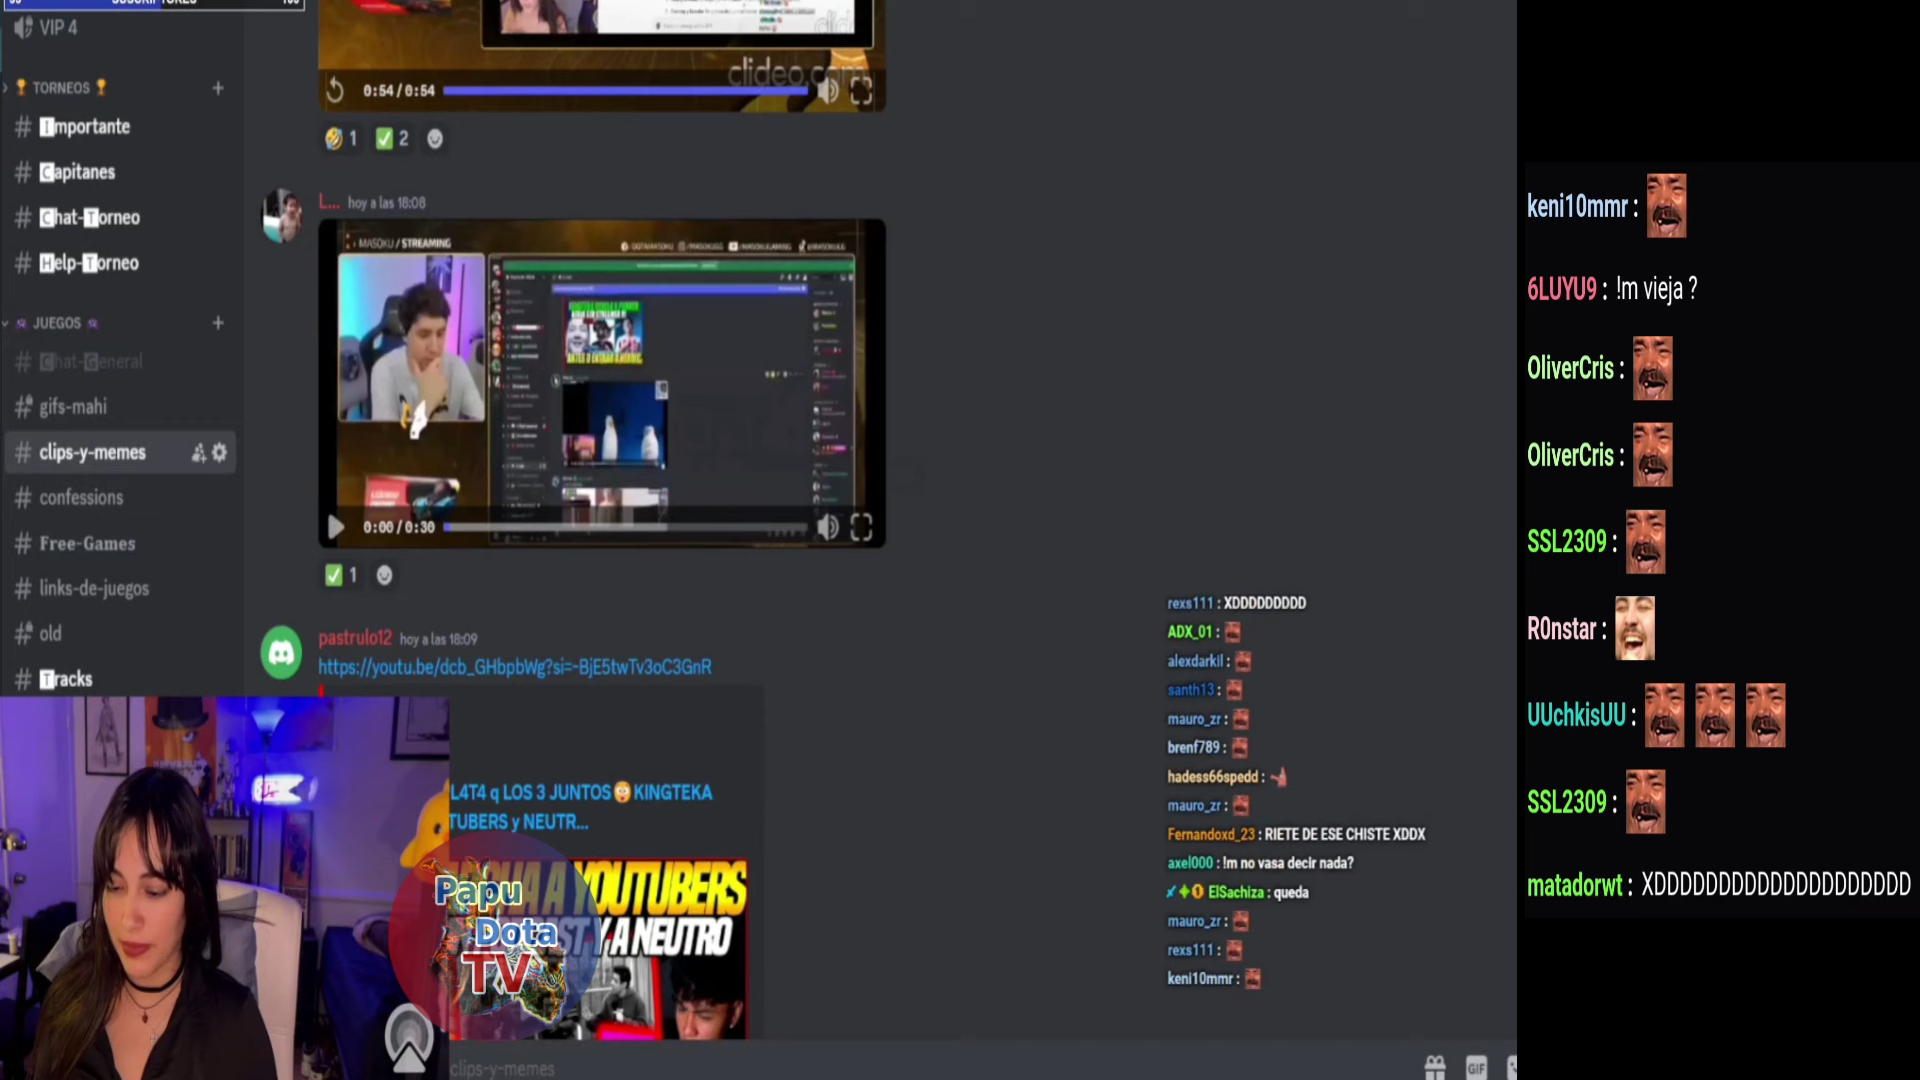 SUSCRIPTORES
VIP 4
TORNEOS
Importante
Capitanes
Chat-Torneo
Help-Torneo
JUEGOS
Chat-General
gifs-mahi
clips-y-memes
confessions
Free-Games
links-de-juegos
old
Tracks
clideo.com
0:54 / 0:54
1
2
L... hoy a las 18:08
MASOKU / STREAMING
0:00 / 0:30
1
pastrulo12 hoy a las 18:09
https://youtu.be/dcb_GHbpbWg?si=-BjE5twTv3oC3GnR
L4T4 q LOS 3 JUNTOS KINGTEKA
TUBERS y NEUTR...
A YOUTUBERS
Y A NEUTRO
Papu
Dota
TV
clips-y-memes
GIF
rexs111 : XDDDDDDDDD
ADX_01 :
alexdarkil :
santh13 :
mauro_zr :
brenf789 :
hadess66spedd :
mauro_zr :
Fernandoxd_23 : RIETE DE ESE CHISTE XDDX
axel000 : !m no vasa decir nada?
ElSachiza : queda
mauro_zr :
rexs111 :
keni10mmr :
keni10mmr :
6LUYU9 : !m vieja ?
OliverCris :
OliverCris :
SSL2309 :
R0nstar :
UUchkisUU :
SSL2309 :
matadorwt : XDDDDDDDDDDDDDDDDDDDD